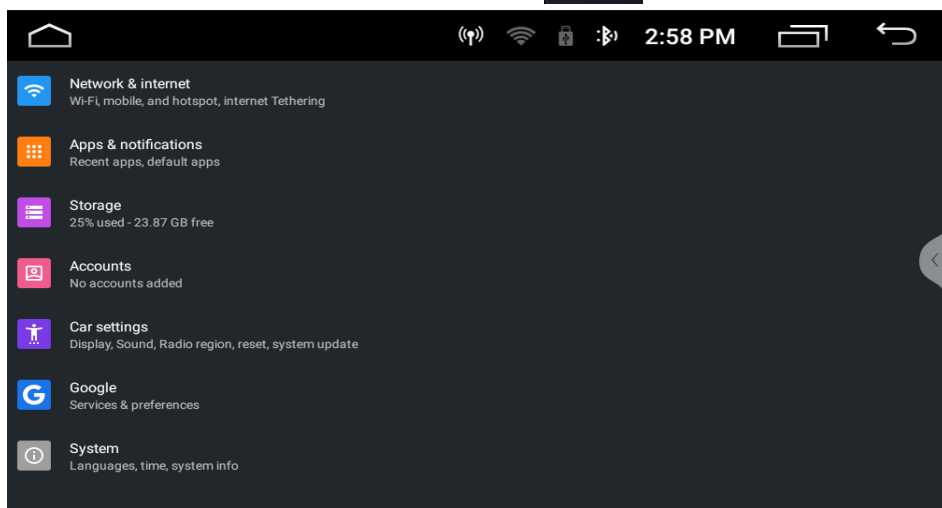 2:58 PM
Network & internet
Wi-Fi, mobile, and hotspot, internet Tethering
Apps & notifications
Recent apps, default apps
Storage
25% used - 23.87 GB free
Accounts
No accounts added
Car settings
Display, Sound, Radio region, reset, system update
G
Google
Services & preferences
System
Languages, time, system info